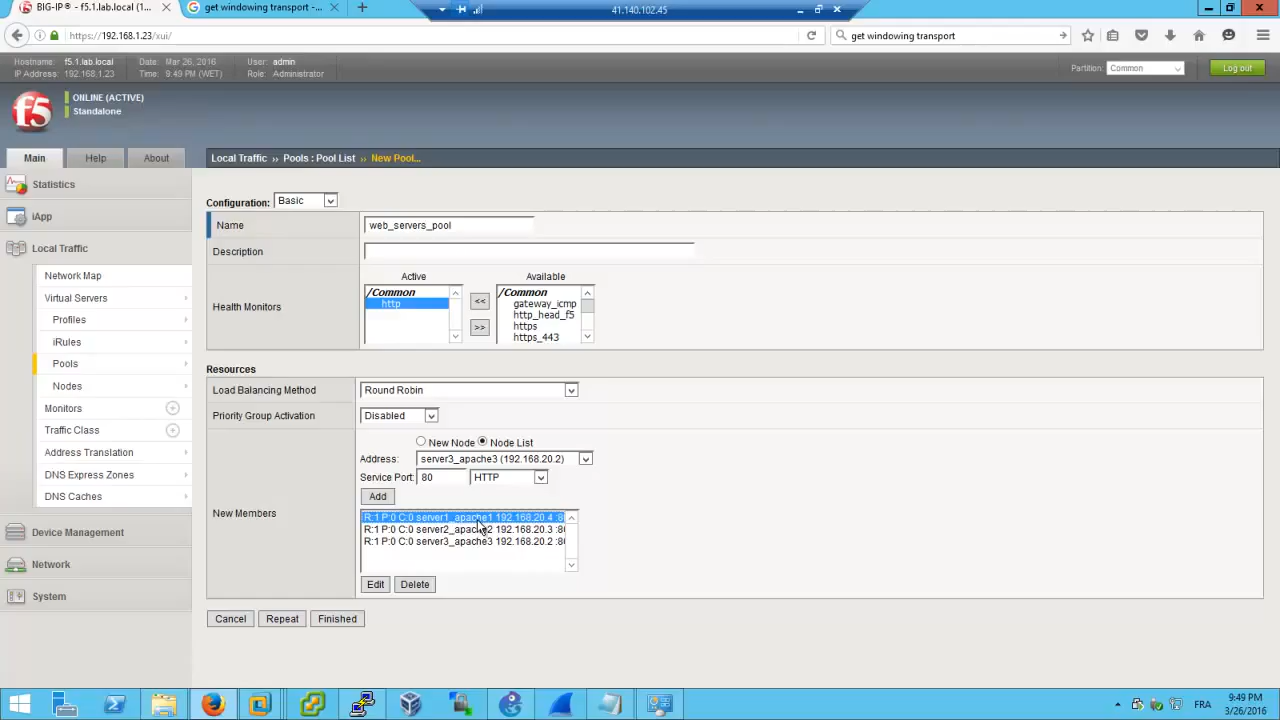 BIG-IP® - f5.1.lab.local (1...
get windowing transport -...
41.140.102.45
https://192.168.1.23/xui/
get windowing transport
Hostname: f5.1.lab.local
Date: Mar 26, 2016
User: admin
IP Address: 192.168.1.23
Time: 9:49 PM (WET)
Role: Administrator
Partition: Common
Log out
f5
ONLINE (ACTIVE)
Standalone
Main
Help
About
Local Traffic ›› Pools : Pool List ›› New Pool...
Statistics
iApp
Local Traffic
Network Map
Virtual Servers
Profiles
iRules
Pools
Nodes
Monitors
Traffic Class
Address Translation
DNS Express Zones
DNS Caches
Device Management
Network
System
Configuration: Basic
Name web_servers_pool
Description
Health Monitors
Active
/Common
http
<<
>>
Available
/Common
gateway_icmp
http_head_f5
https
https_443
Resources
Load Balancing Method Round Robin
Priority Group Activation Disabled
New Members
New Node Node List
Address: server3_apache3 (192.168.20.2)
Service Port: 80 HTTP
Add
R:1 P:0 C:0 server1_apache1 192.168.20.4 :8
R:1 P:0 C:0 server2_apache2 192.168.20.3 :80
R:1 P:0 C:0 server3_apache3 192.168.20.2 :80
Edit Delete
Cancel Repeat Finished
FRA
9:49 PM
3/26/2016